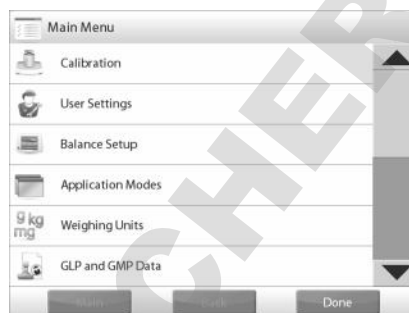 Main Menu
Calibration
User Settings
Balance Setup
Application Modes
g kg
mg
Weighing Units
GLP and GMP Data
Main
Back
Done
CHER